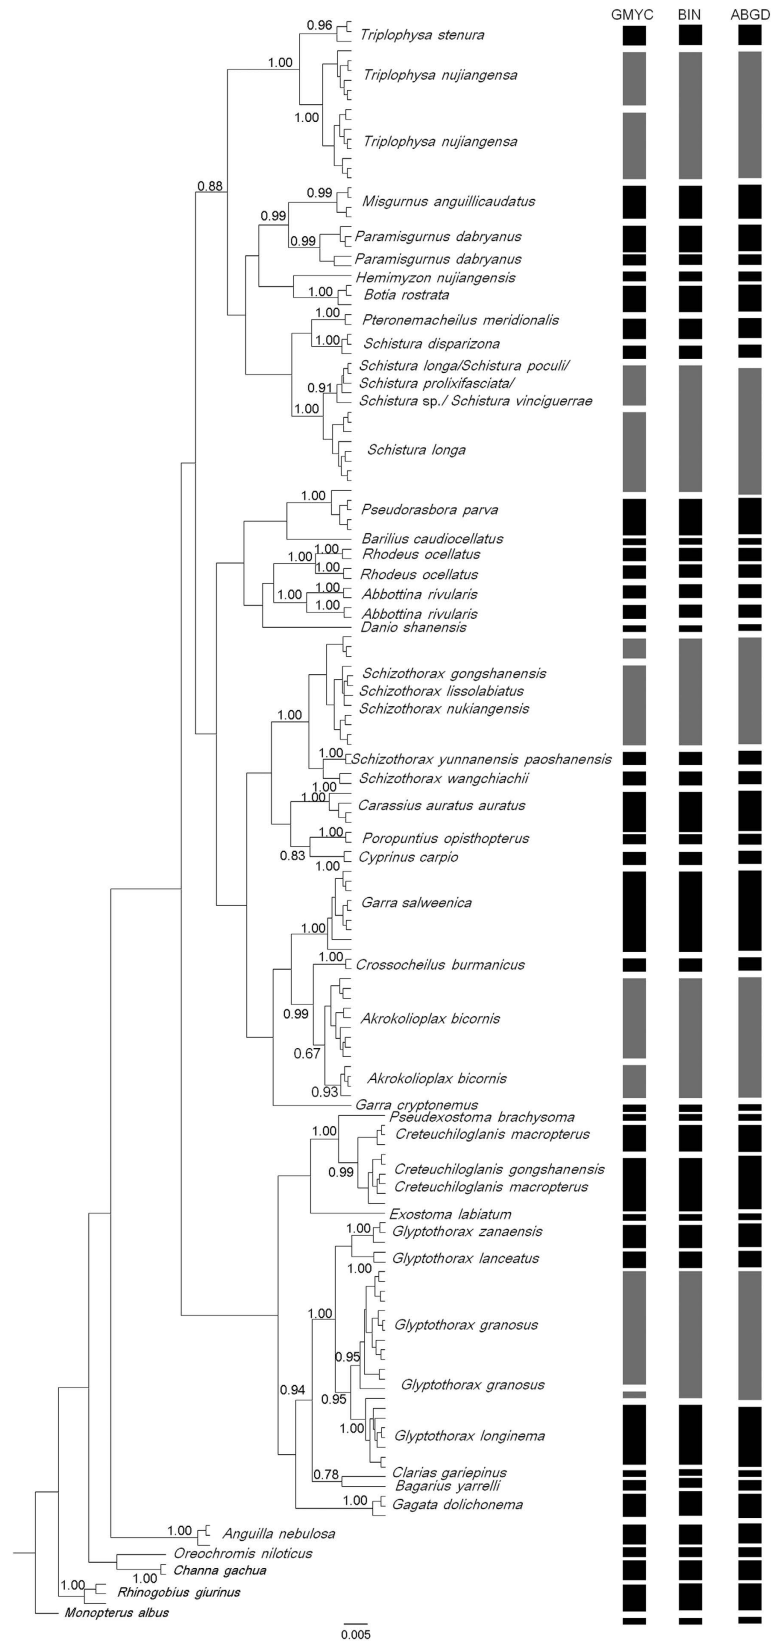 GMYC BIN ABGD
0.96
Triplophysa stenura
1.00
Triplophysa nujiangensa
1.00
Triplophysa nujiangensa
0.88
0.99
Misgurnus anguillicaudatus
0.99
Paramisgurnus dabryanus
0.99
Paramisgurnus dabryanus
Hemimyzon nujiangensis
1.00
Botia rostrata
1.00
Pteronemacheilus meridionalis
1.00
Schistura disparizona
Schistura longa/Schistura poculi/
0.91
Schistura prolixifasciata/
Schistura sp./ Schistura vinciguerrae
1.00
Schistura longa
1.00
Pseudorasbora parva
Barilius caudiocellatus
1.00
1.00
Rhodeus ocellatus
1.00
Rhodeus ocellatus
1.00
1.00
Abbottina rivularis
1.00
Abbottina rivularis
Danio shanensis
Schizothorax gongshanensis
Schizothorax lissolabiatus
Schizothorax nukiangensis
1.00
1.00
Schizothorax yunnanensis paoshanensis
Schizothorax wangchiachii
1.00
1.00
Carassius auratus auratus
1.00
Poropuntius opisthopterus
0.83
Cyprinus carpio
1.00
Garra salweenica
1.00
1.00
Crossocheilus burmanicus
0.99
Akrokolioplax bicornis
0.67
Akrokolioplax bicornis
0.93
Garra cryptonemus
Pseudexostoma brachysoma
1.00
Creteuchiloglanis macropterus
0.99
Creteuchiloglanis gongshanensis
Creteuchiloglanis macropterus
Exostoma labiatum
1.00
Glyptothorax zanaensis
Glyptothorax lanceatus
1.00
1.00
Glyptothorax granosus
0.95
Glyptothorax granosus
0.94
0.95
1.00
Glyptothorax longinema
0.78
Clarias gariepinus
Bagarius yarrelli
1.00
Gagata dolichonema
1.00
Anguilla nebulosa
Oreochromis niloticus
1.00
Channa gachua
1.00
Rhinogobius giurinus
Monopterus albus
0.005